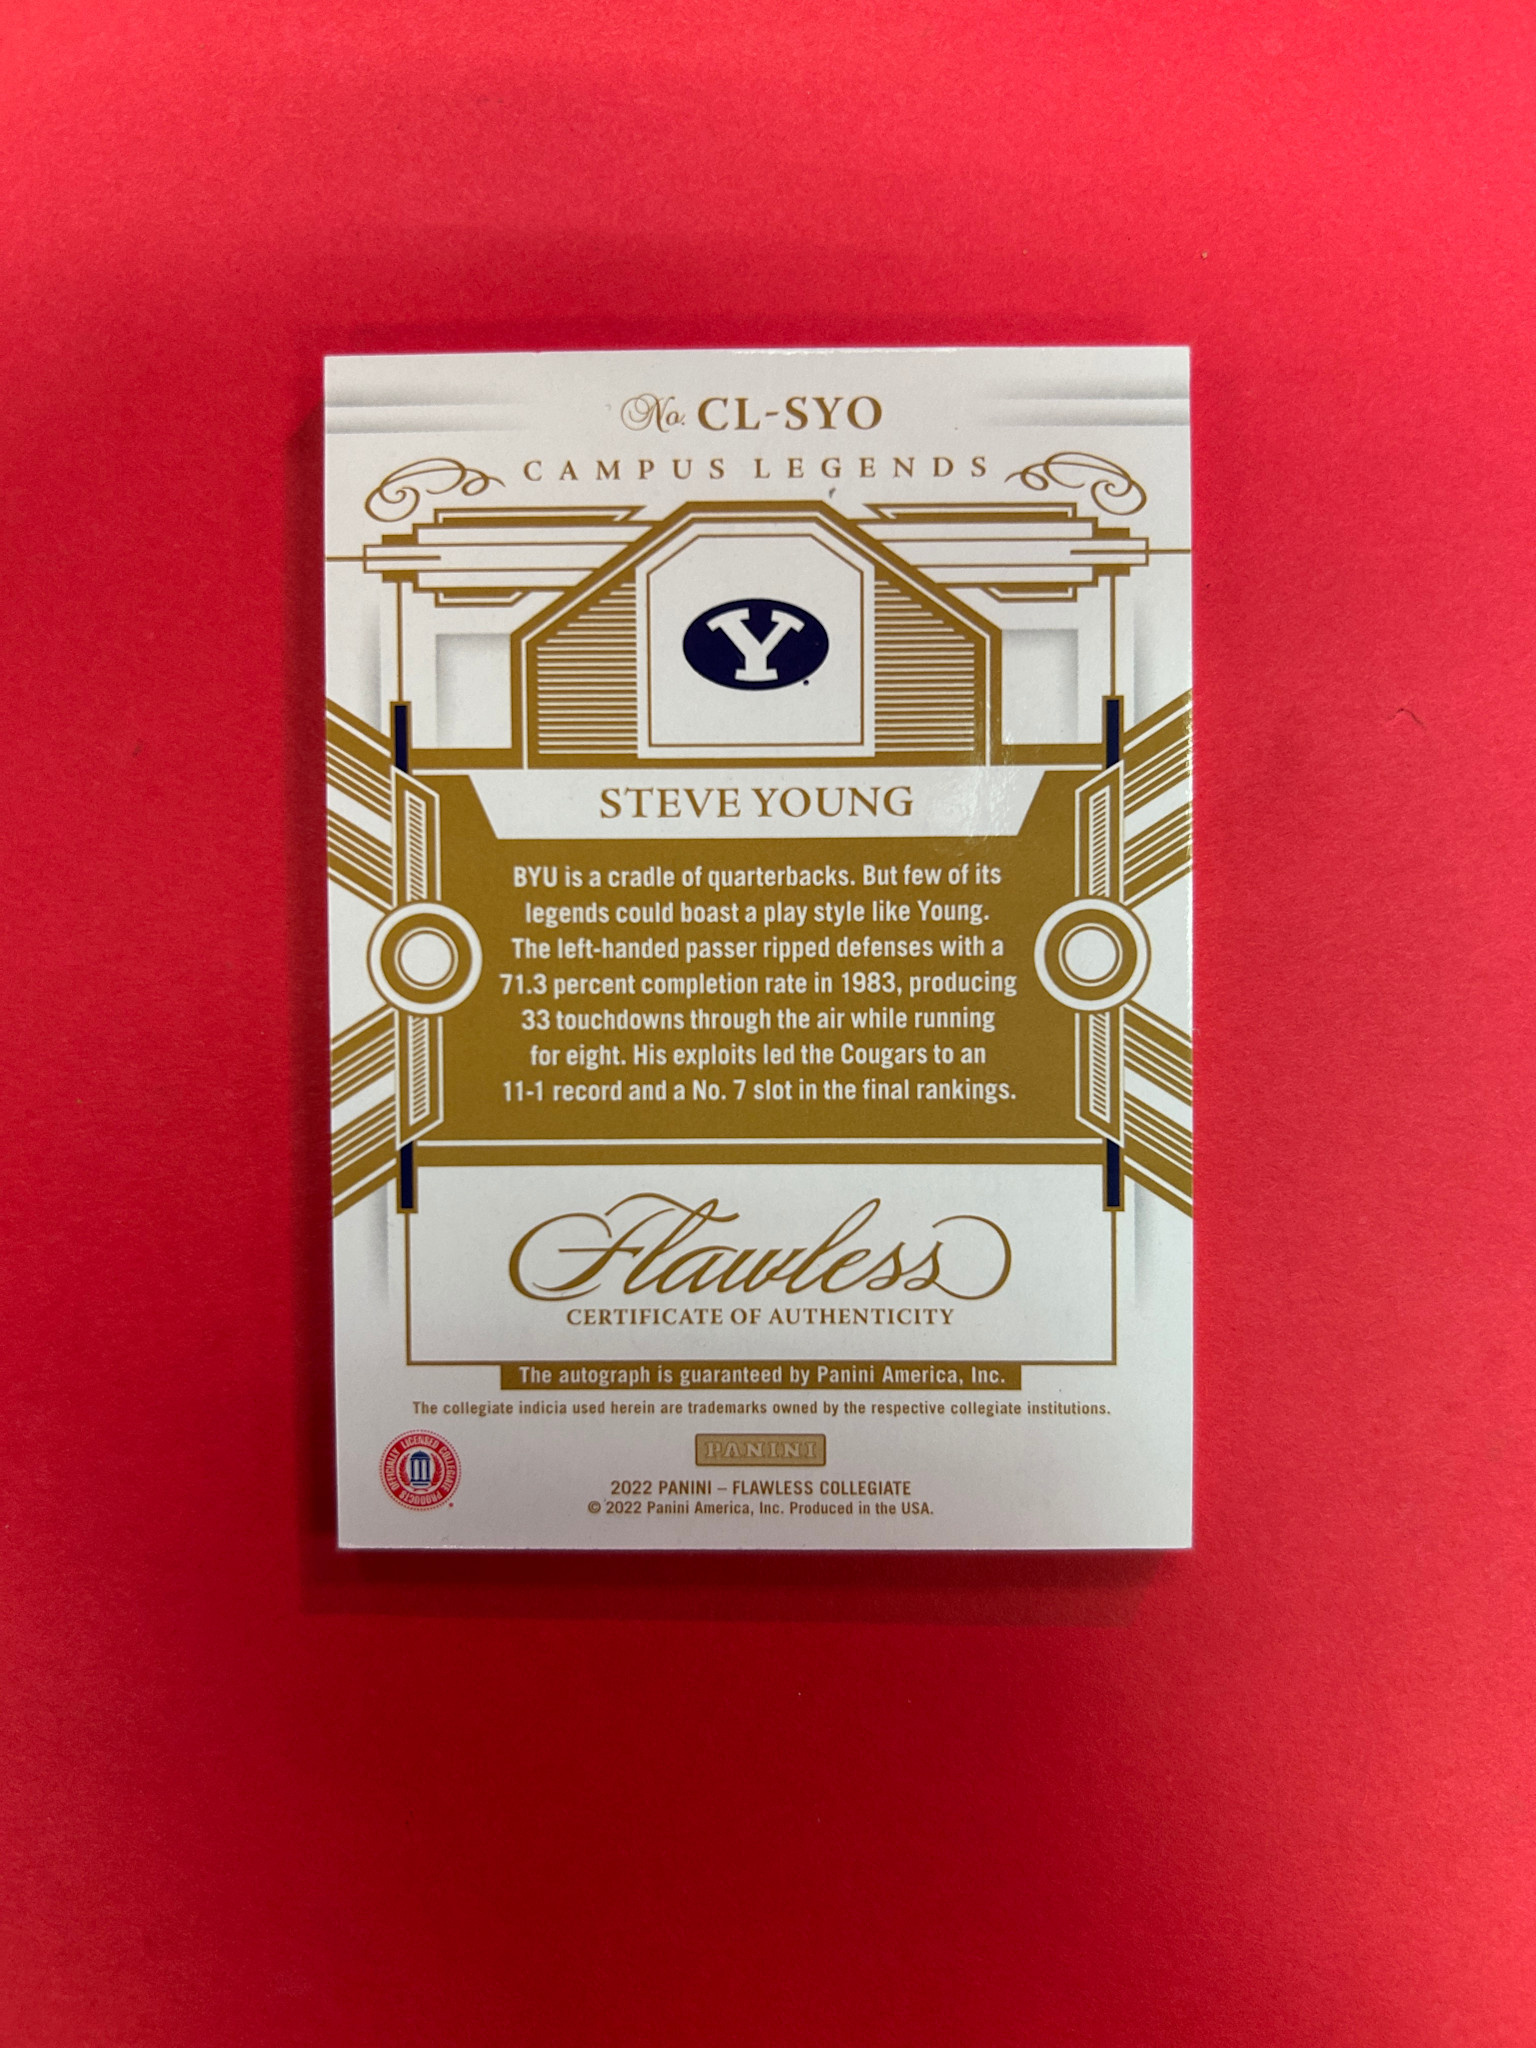 No. CL-SYO
CAMPUS LEGENDS
Y
STEVE YOUNG
BYU is a cradle of quarterbacks. But few of its
legends could boast a play style like Young.
The left-handed passer ripped defenses with a
71.3 percent completion rate in 1983, producing
33 touchdowns through the air while running
for eight. His exploits led the Cougars to an
11-1 record and a No. 7 slot in the final rankings.
Flawless
CERTIFICATE OF AUTHENTICITY
The autograph is guaranteed by Panini America, Inc.
The collegiate indicia used herein are trademarks owned by the respective collegiate institutions.
OFFICIALLY LICENSED COLLEGIATE PRODUCTS
PANINI
2022 PANINI – FLAWLESS COLLEGIATE
© 2022 Panini America, Inc. Produced in the USA.